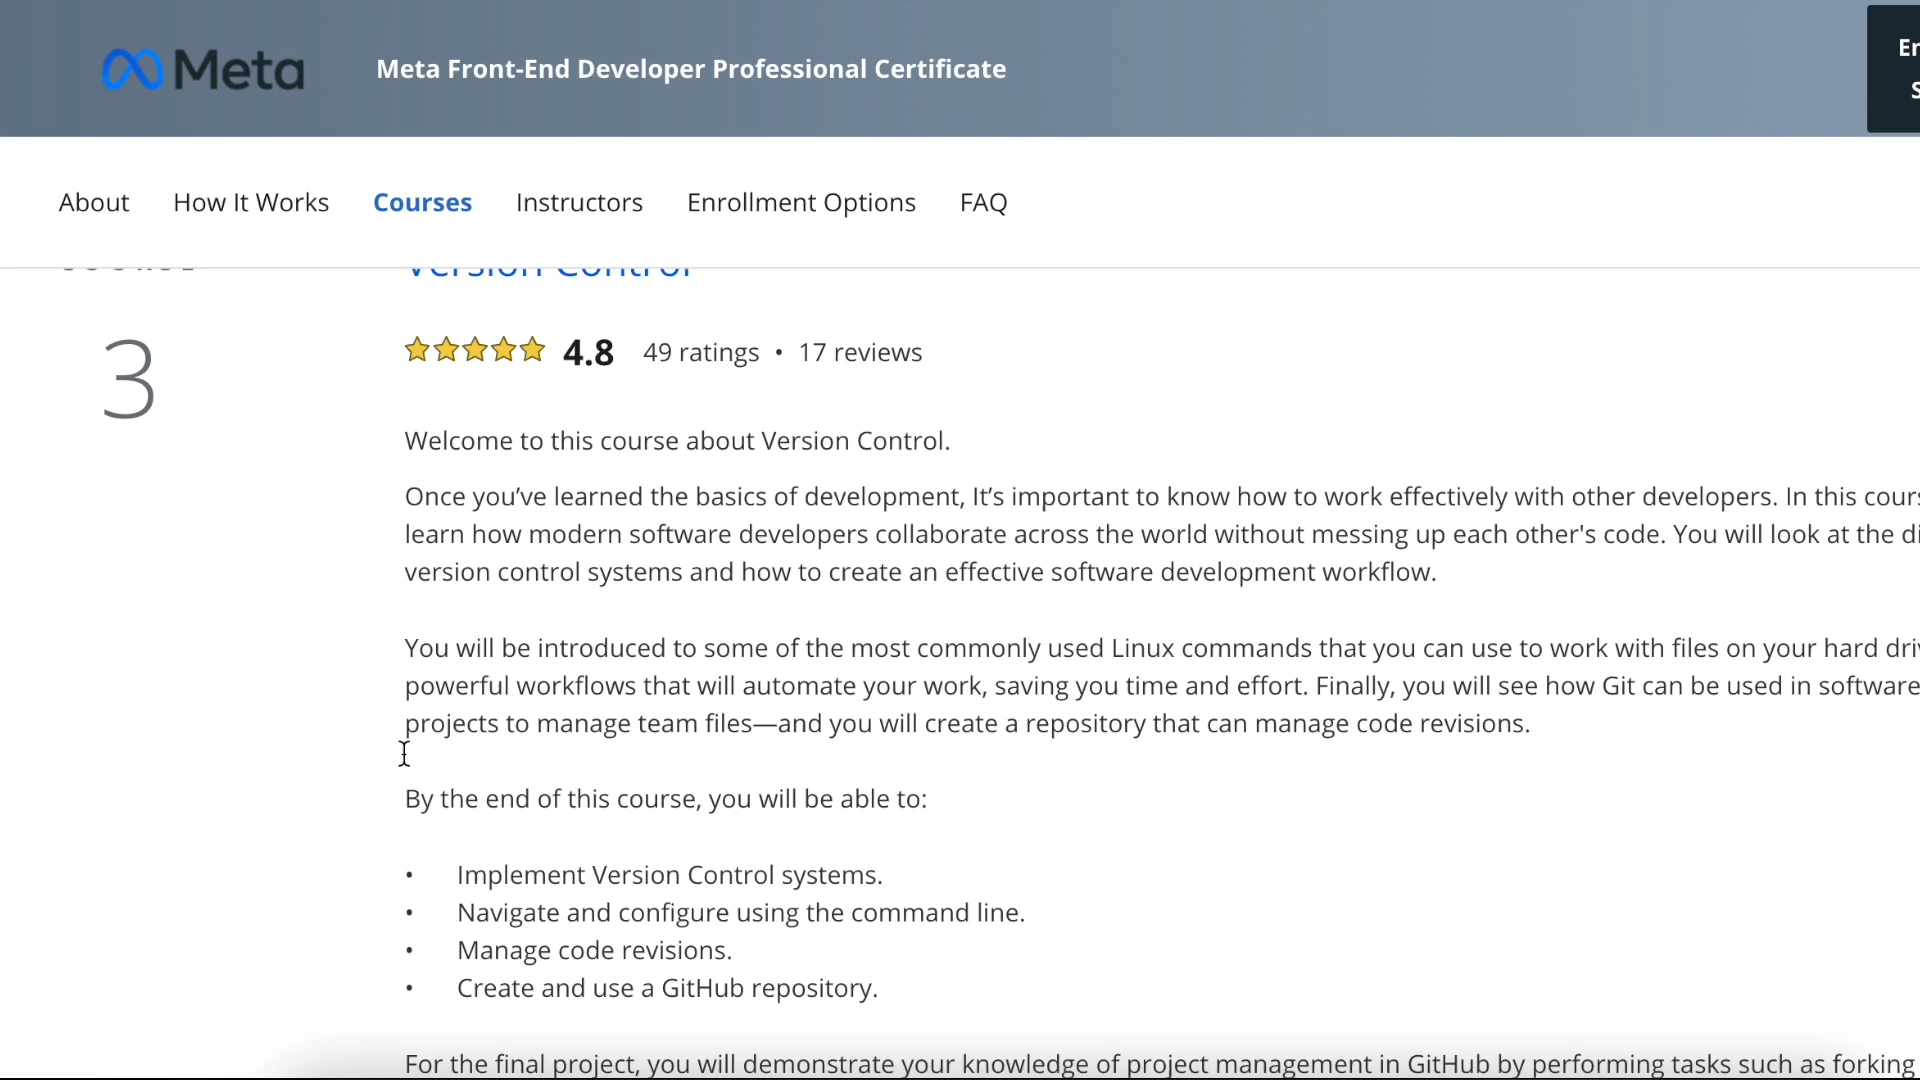 Meta
Meta Front-End Developer Professional Certificate
About How It Works Courses Instructors Enrollment Options FAQ
Version Control
3
4.8 49 ratings • 17 reviews
Welcome to this course about Version Control.
Once you’ve learned the basics of development, It’s important to know how to work effectively with other developers. In this
learn how modern software developers collaborate across the world without messing up each other's code. You will look at the
version control systems and how to create an effective software development workflow.
You will be introduced to some of the most commonly used Linux commands that you can use to work with files on your hard
powerful workflows that will automate your work, saving you time and effort. Finally, you will see how Git can be used in software
projects to manage team files—and you will create a repository that can manage code revisions.
By the end of this course, you will be able to:
• Implement Version Control systems.
• Navigate and configure using the command line.
• Manage code revisions.
• Create and use a GitHub repository.
For the final project, you will demonstrate your knowledge of project management in GitHub by performing tasks such as forking